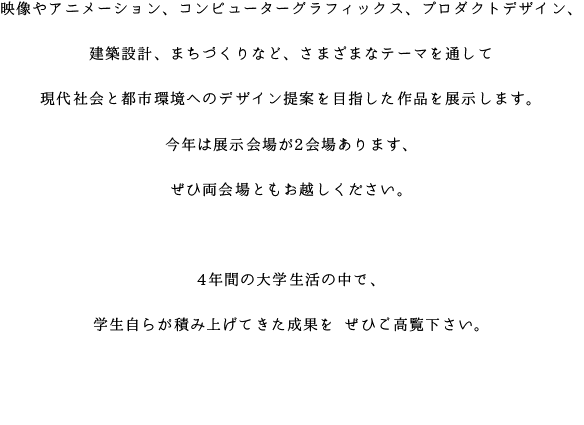 映像やアニメーション、コンピューターグラフィックス、プロダクトデザイン、
建築設計、まちづくりなど、さまざまなテーマを通して
現代社会と都市環境へのデザイン提案を目指した作品を展示します。
今年は展示会場が2会場あります、
ぜひ両会場ともお越しください。
4年間の大学生活の中で、
学生自らが積み上げてきた成果を ぜひご高覧下さい。